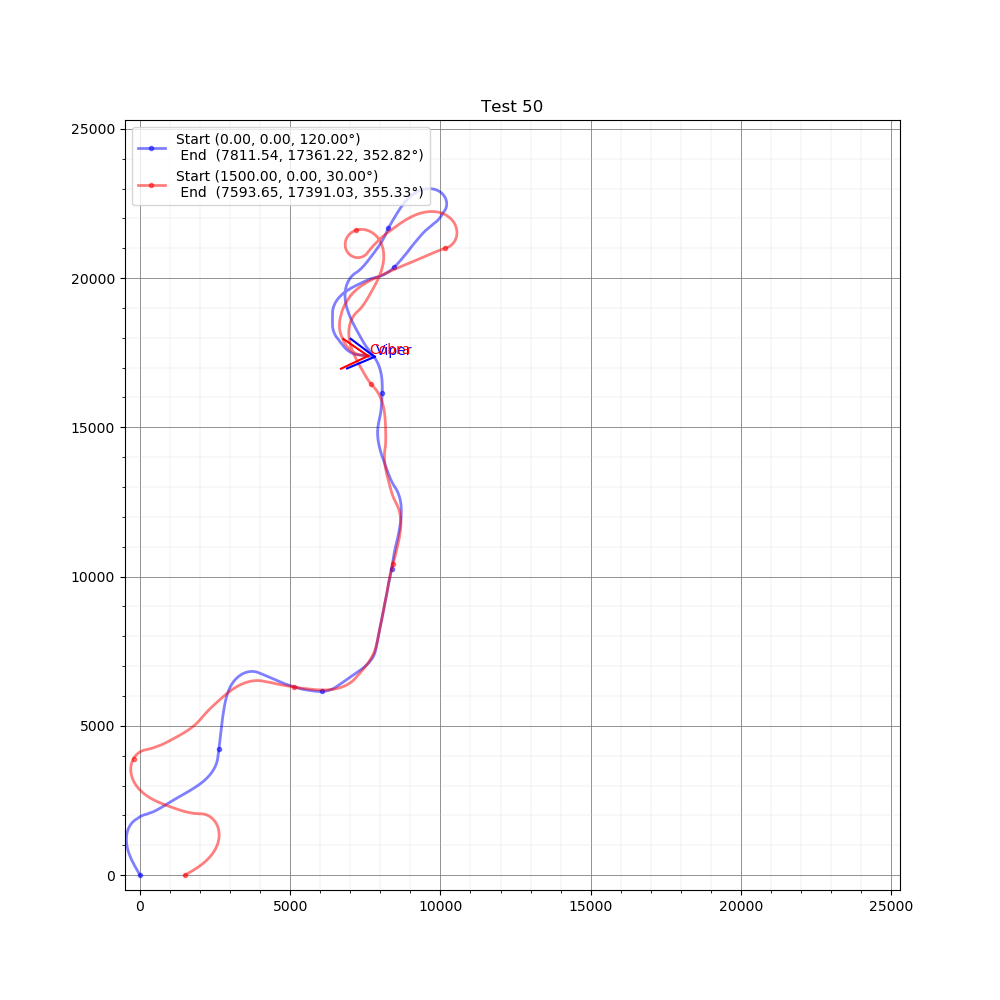 Test 50
Start (0.00, 0.00, 120.00°)
End (7811.54, 17361.22, 352.82°)
Start (1500.00, 0.00, 30.00°)
End (7593.65, 17391.03, 355.33°)
25000
20000
15000
10000
5000
0
Cobra
Viper
0 5000 10000 15000 20000 25000